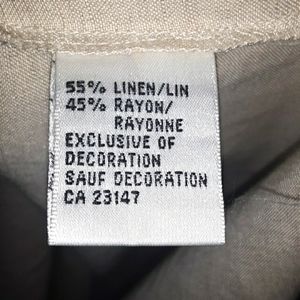 55% LINEN/LIN
45% RAYON/
RAYONNE
EXCLUSIVE OF
DECORATION
SAUF DECORATION
CA 23147